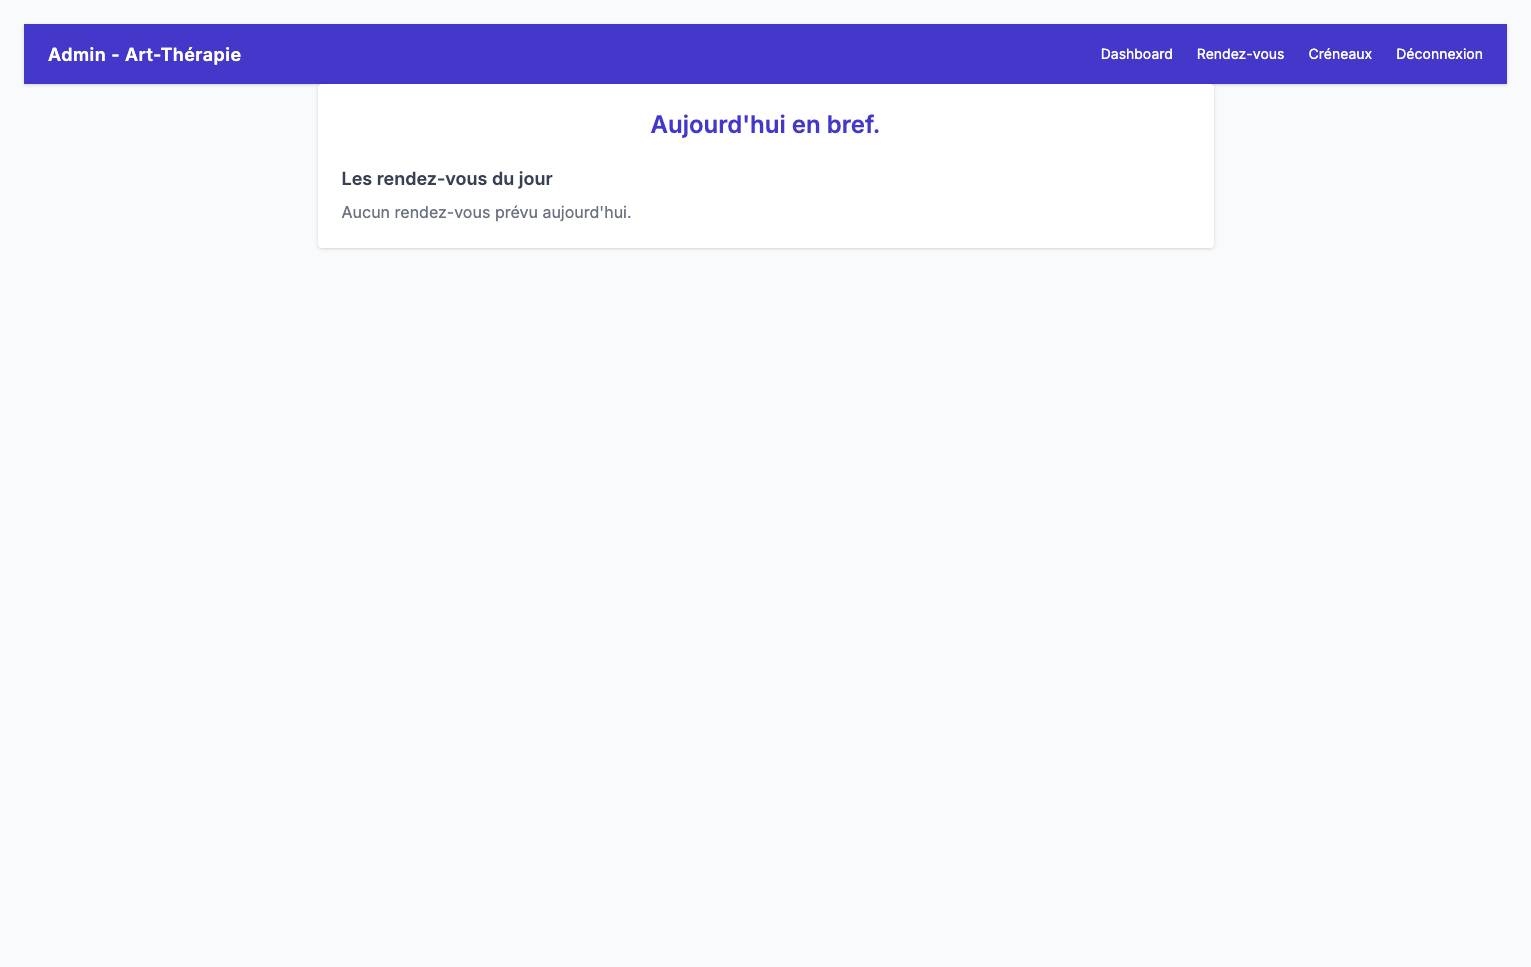 Admin - Art-Thérapie
Dashboard
Rendez-vous
Créneaux
Déconnexion
Aujourd'hui en bref.
Les rendez-vous du jour
Aucun rendez-vous prévu aujourd'hui.